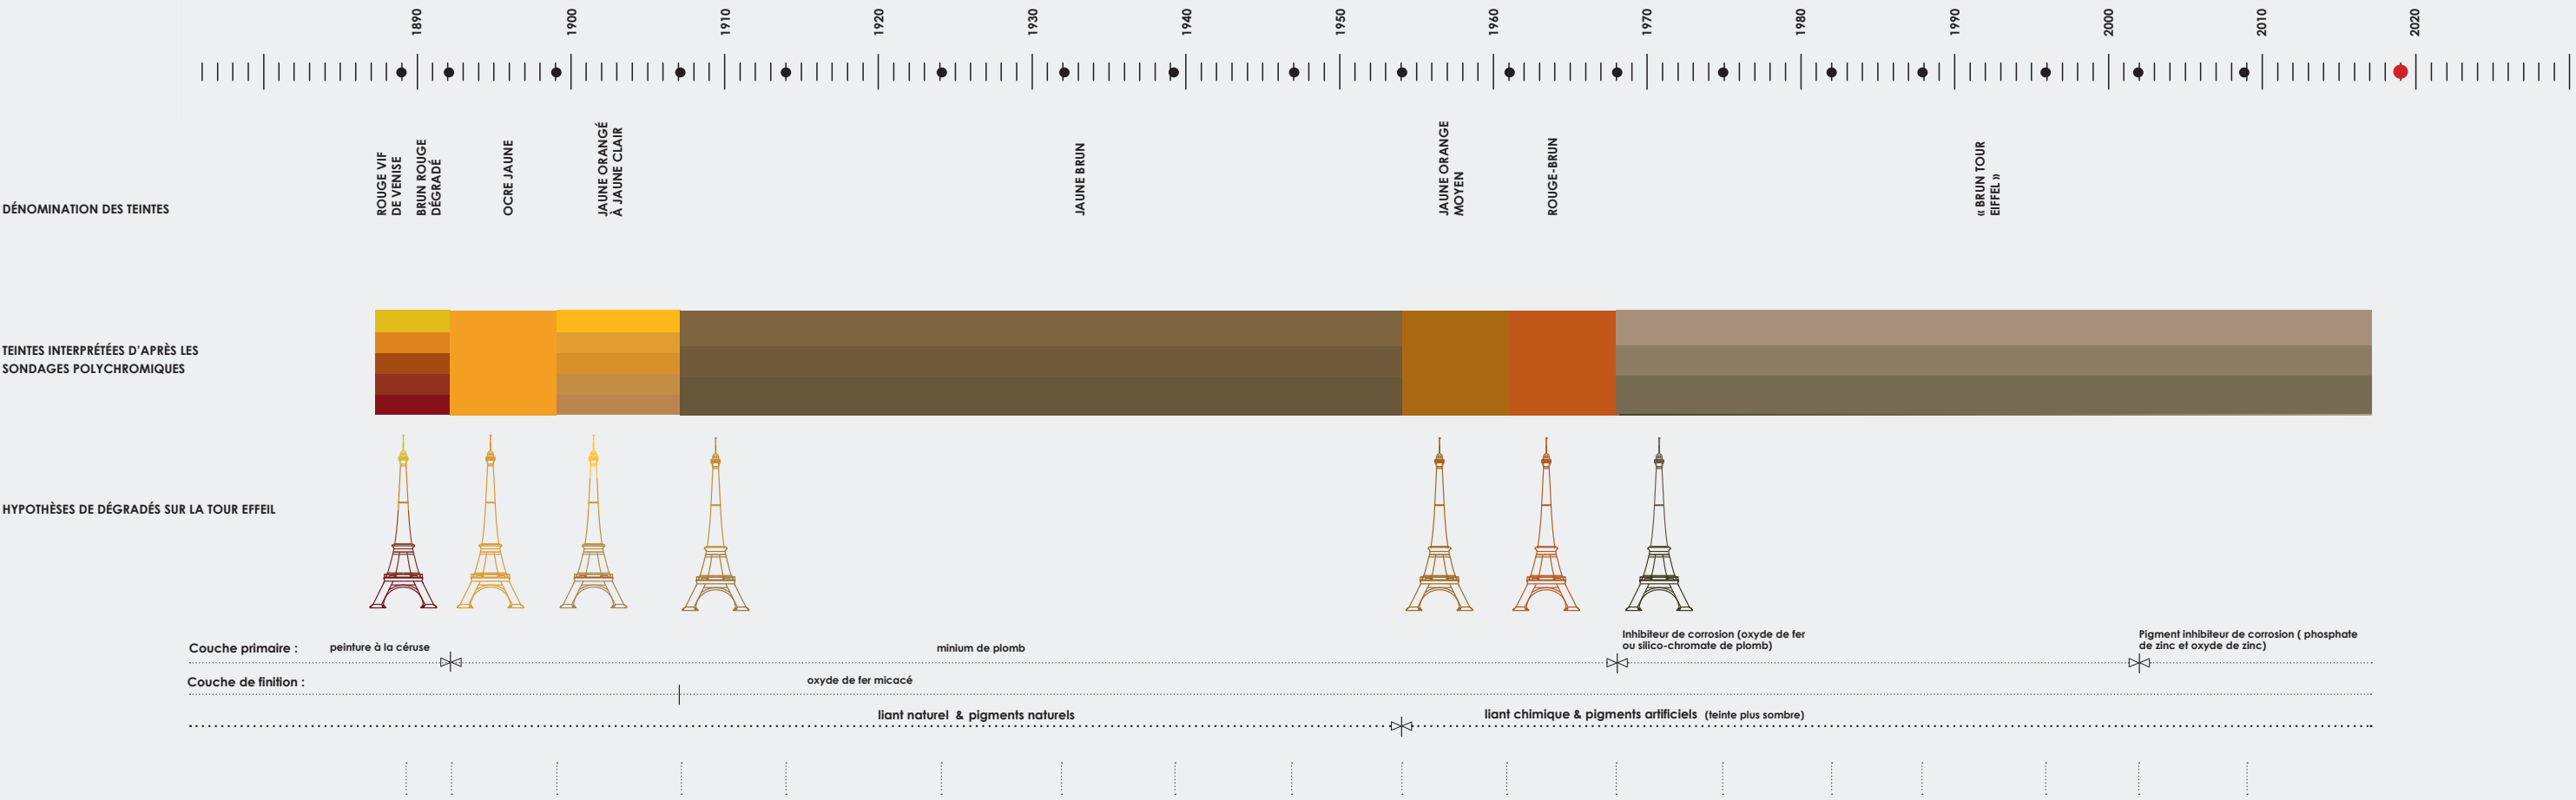 1890
1900
1910
1920
1930
1940
1950
1960
1970
1980
1990
2000
2010
2020
DÉNOMINATION DES TEINTES
ROUGE VIF
DE VENISE
BRUN ROUGE
DÉGRADÉ
OCRE JAUNE
JAUNE ORANGÉ
À JAUNE CLAIR
JAUNE BRUN
JAUNE ORANGE
MOYEN
ROUGE-BRUN
« BRUN TOUR
EIFFEL »
TEINTES INTERPRÉTÉES D'APRÈS LES
SONDAGES POLYCHROMIQUES
HYPOTHÈSES DE DÉGRADÉS SUR LA TOUR EFFEIL
Couche primaire :
peinture à la céruse
minium de plomb
Inhibiteur de corrosion (oxyde de fer
ou silico-chromate de plomb)
Pigment inhibiteur de corrosion ( phosphate
de zinc et oxyde de zinc)
Couche de finition :
oxyde de fer micacé
liant naturel & pigments naturels
liant chimique & pigments artificiels (teinte plus sombre)